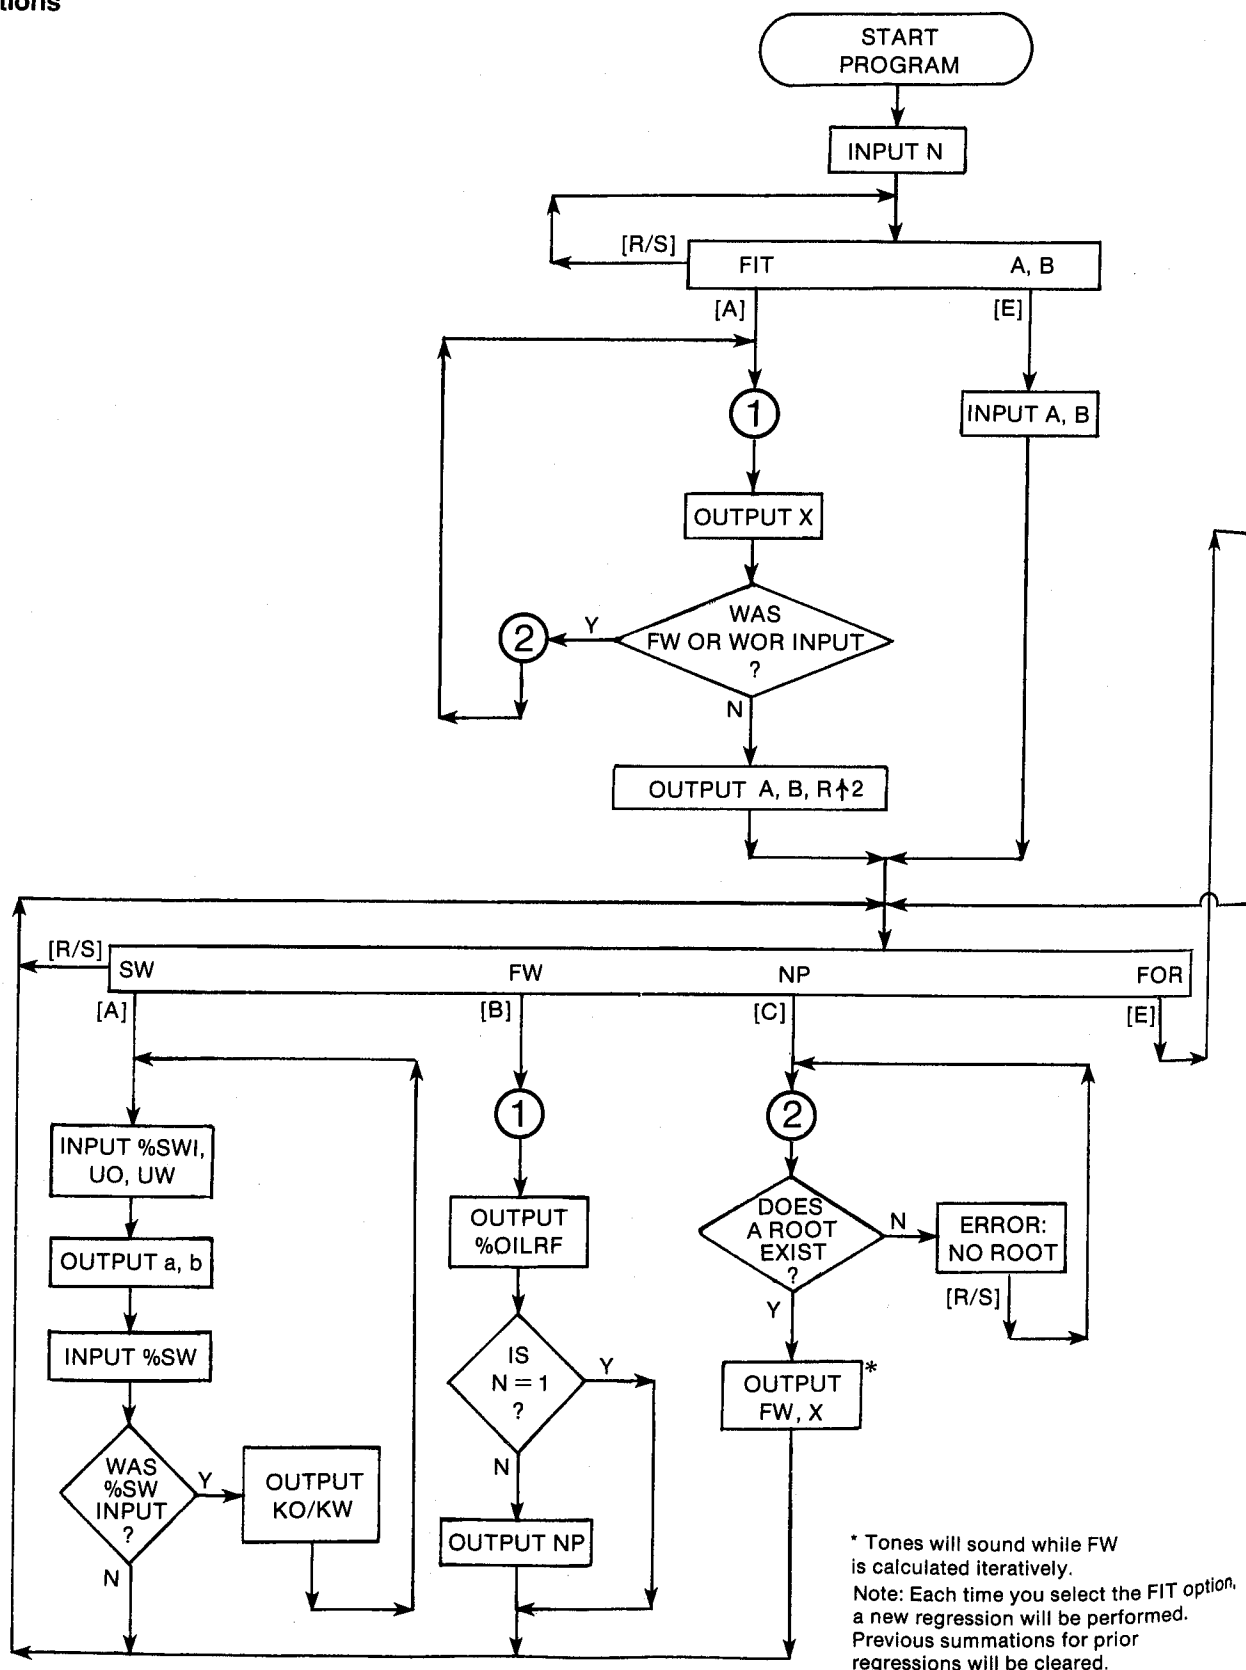 START
PROGRAM
INPUT N
[R/S]
FIT A, B
[A] [E]
1
INPUT A, B
OUTPUT X
WAS
FW OR WOR INPUT
?
Y
2
N
OUTPUT A, B, R↑2
[R/S]
SW FW NP FOR
[A] [B] [C] [E]
INPUT %SWI,
UO, UW
OUTPUT a, b
INPUT %SW
WAS
%SW
INPUT
?
Y
N
OUTPUT
KO/KW
1
OUTPUT
%OILRF
IS
N = 1
?
Y
N
OUTPUT NP
2
DOES
A ROOT
EXIST
?
N
Y
ERROR:
NO ROOT
[R/S]
OUTPUT
FW, X
*
* Tones will sound while FW
is calculated iteratively.
Note: Each time you select the FIT option,
a new regression will be performed.
Previous summations for prior
regressions will be cleared.